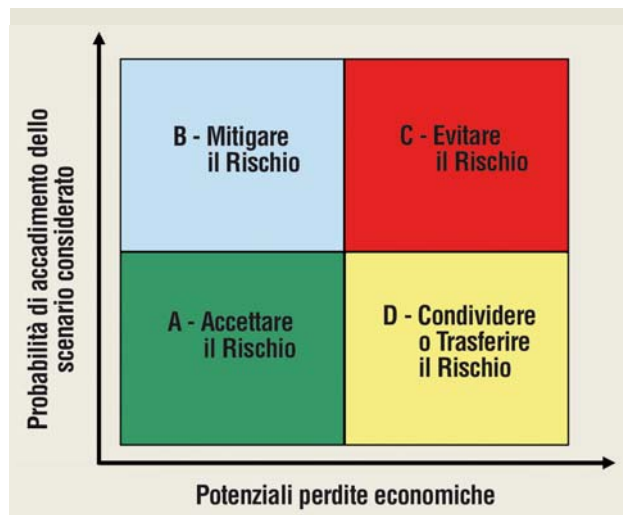 Probabilità di accadimento dello
scenario considerato
B - Mitigare
il Rischio
C - Evitare
il Rischio
A - Accettare
il Rischio
D - Condividere
o Trasferire
il Rischio
Potenziali perdite economiche